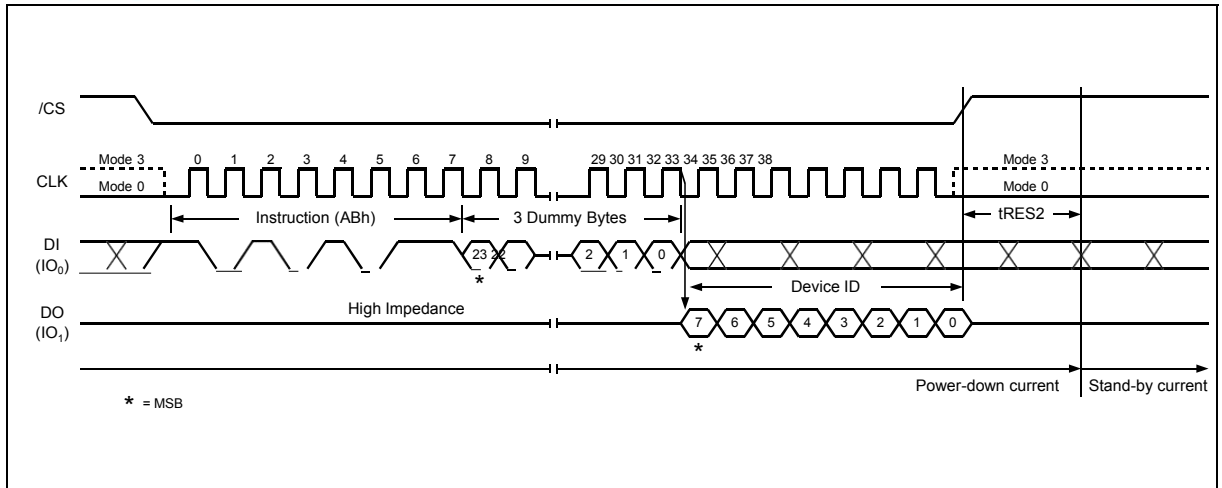 /CS
Mode 3 0 1 2 3 4 5 6 7 8 9 29 30 31 32 33 34 35 36 37 38 Mode 3
CLK Mode 0 Mode 0
Instruction (ABh) 3 Dummy Bytes tRES2
DI
(IO0)
23 22 2 1 0
*
Device ID
High Impedance
DO
(IO1)
7 6 5 4 3 2 1 0
*
Power-down current Stand-by current
* = MSB